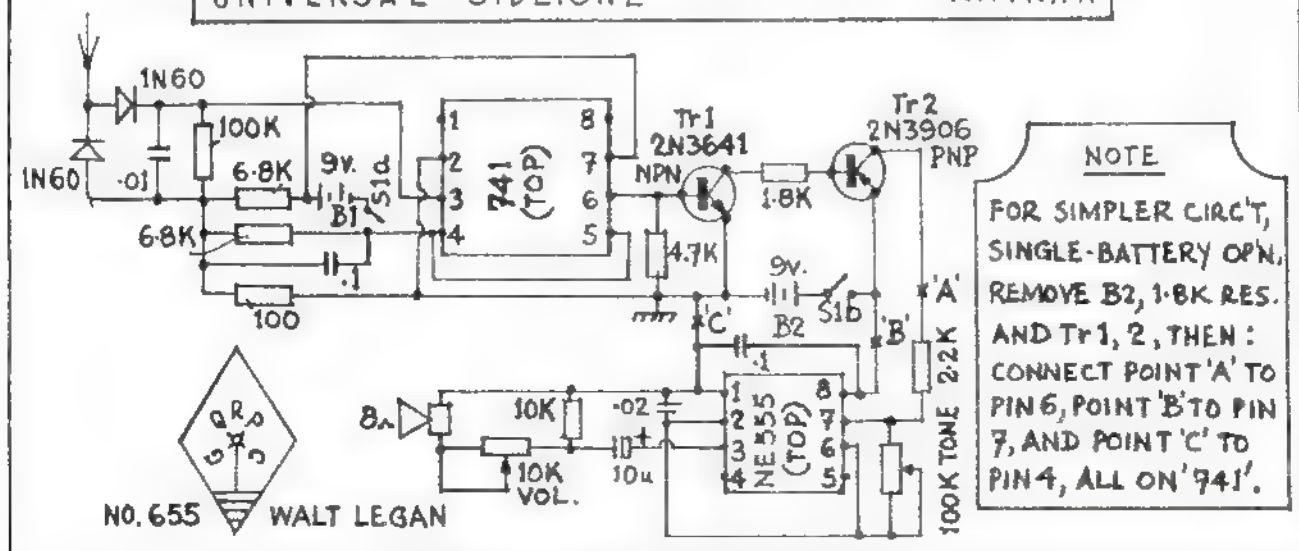 UNIVERSAL SIDETONE
1N60
1N60
.01
100K
6.8K
9v.
B1
S1a
6.8K
.1
100
1
2
3
4
741
(TOP)
8
7
6
5
Tr1
2N3641
NPN
4.7K
1.8K
Tr2
2N3906
PNP
9v.
B2
S1b
'A'
'B'
'C'
2.2K
.1
8Ω
10K
VOL.
10K
10u
+
.02
1
2
3
4
NE555
(TOP)
8
7
6
5
100K TONE
QRP
G C
NO. 655
WALT LEGAN
NOTE
FOR SIMPLER CIRC'T,
SINGLE-BATTERY OP'N,
REMOVE B2, 1.8K RES.
AND Tr1, 2, THEN:
CONNECT POINT 'A' TO
PIN 6, POINT 'B' TO PIN
7, AND POINT 'C' TO
PIN 4, ALL ON '741'.